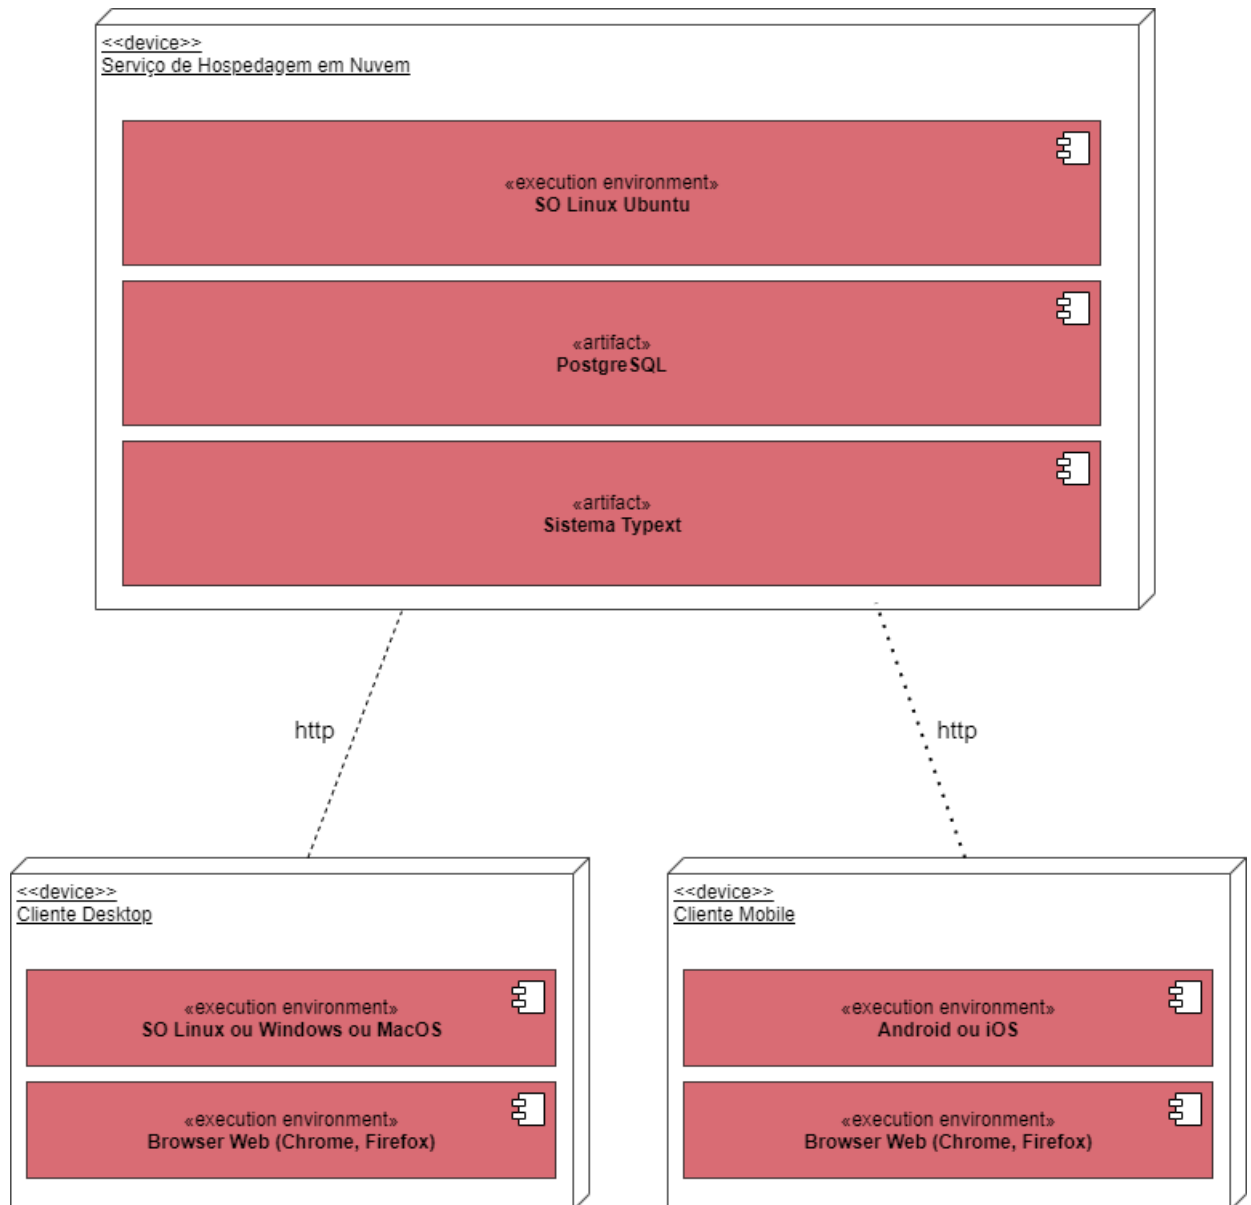 <<device>>
Serviço de Hospedagem em Nuvem
«execution environment»
SO Linux Ubuntu
«artifact»
PostgreSQL
«artifact»
Sistema Typext
http
http
<<device>>
Cliente Desktop
«execution environment»
SO Linux ou Windows ou MacOS
«execution environment»
Browser Web (Chrome, Firefox)
<<device>>
Cliente Mobile
«execution environment»
Android ou iOS
«execution environment»
Browser Web (Chrome, Firefox)